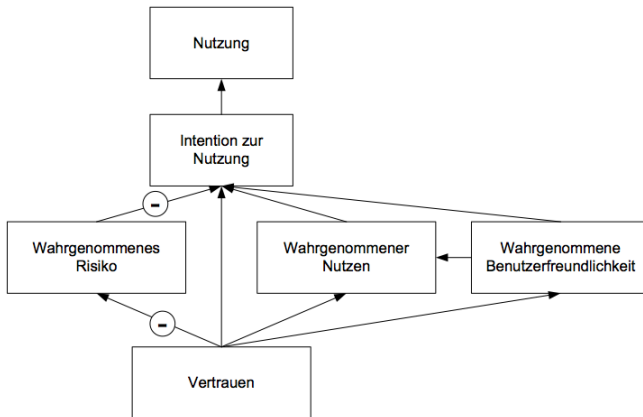 Nutzung
Intention zur
Nutzung
-
Wahrgenommenes
Risiko
Wahrgenommener
Nutzen
Wahrgenommene
Benutzerfreundlichkeit
-
Vertrauen